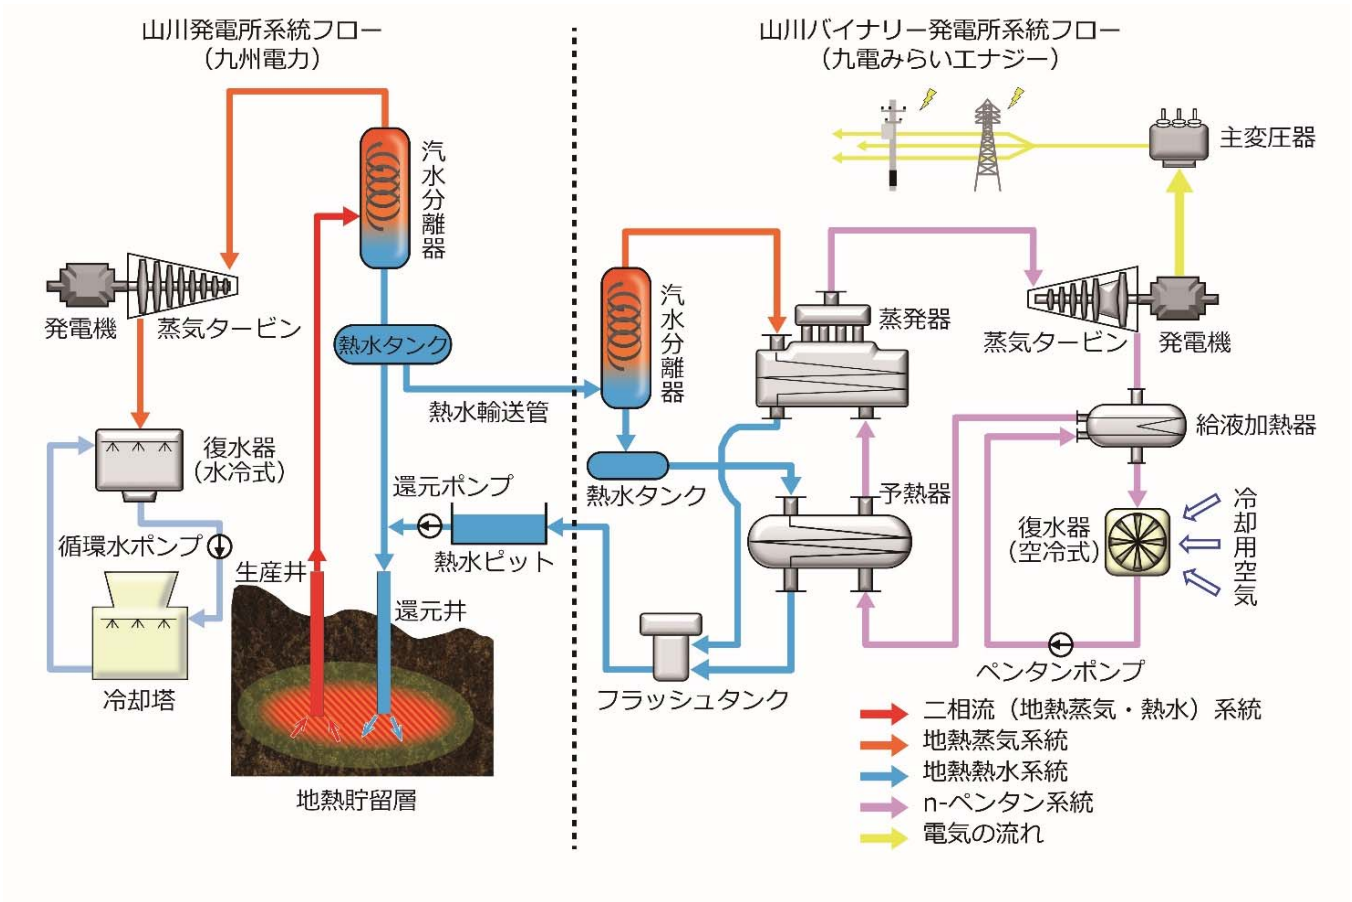 山川発電所系統フロー
（九州電力）
汽水分離器
発電機
蒸気タービン
熱水タンク
熱水輸送管
復水器
（水冷式）
還元ポンプ
循環水ポンプ
熱水ピット
生産井
還元井
冷却塔
地熱貯留層
山川バイナリー発電所系統フロー
（九電みらいエナジー）
主変圧器
汽水分離器
蒸発器
蒸気タービン
発電機
給液加熱器
熱水タンク
予熱器
復水器
（空冷式）
冷却用空気
ペンタンポンプ
フラッシュタンク
二相流（地熱蒸気・熱水）系統
地熱蒸気系統
地熱熱水系統
n-ペンタン系統
電気の流れ